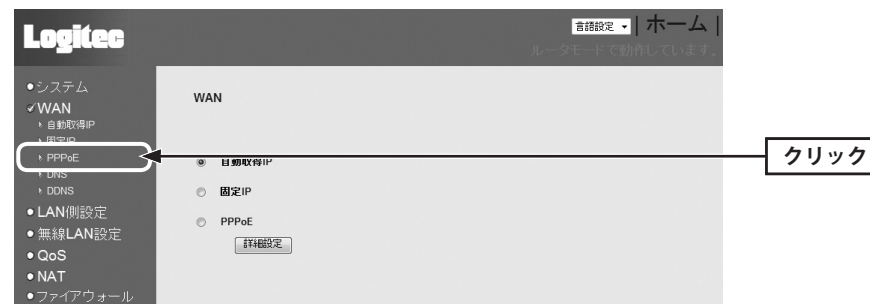 Logitec
言語設定
| ホーム |
ルータモードで動作しています。
システム
WAN
自動取得IP
固定IP
PPPoE
DNS
DDNS
LAN側設定
無線LAN設定
QoS
NAT
ファイアウォール
WAN
自動取得IP
固定IP
PPPoE
詳細設定
クリック